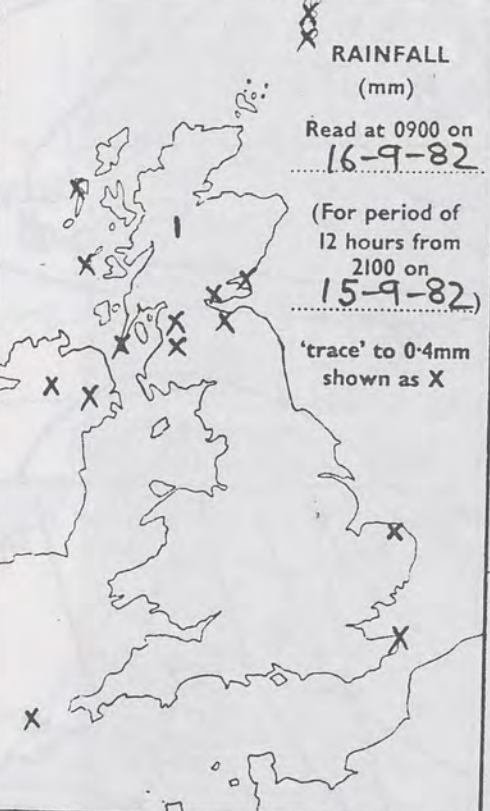 X
X
RAINFALL
(mm)
Read at 0900 on
16-9-82
(For period of
12 hours from
2100 on
15-9-82)
'trace' to 0·4mm
shown as X
X
1
X
X
X
X
X
X
X
X
X
X
X
X